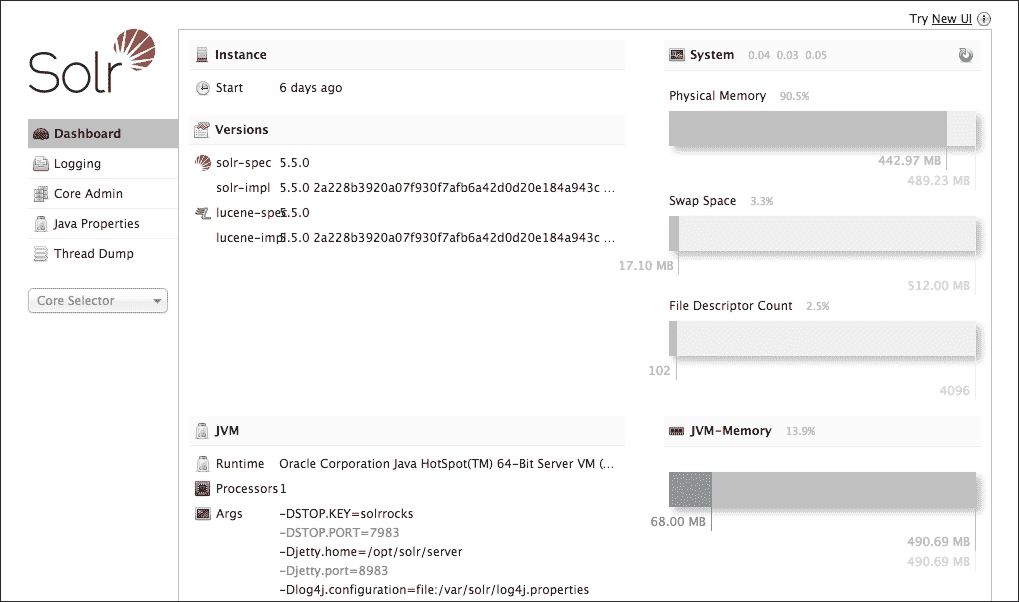 Try New UI
Solr
Dashboard
Logging
Core Admin
Java Properties
Thread Dump
Core Selector
Instance
Start 6 days ago
Versions
solr-spec 5.5.0
solr-impl 5.5.0 2a228b3920a07f930f7afb6a42d0d20e184a943c ...
lucene-spec 5.5.0
lucene-impl 5.5.0 2a228b3920a07f930f7afb6a42d0d20e184a943c ...
JVM
Runtime Oracle Corporation Java HotSpot(TM) 64-Bit Server VM (...
Processors 1
Args -DSTOP.KEY=solrrocks
-DSTOP.PORT=7983
-Djetty.home=/opt/solr/server
-Djetty.port=8983
-Dlog4j.configuration=file:/var/solr/log4j.properties
System 0.04 0.03 0.05
Physical Memory 90.5%
442.97 MB
489.23 MB
Swap Space 3.3%
17.10 MB
512.00 MB
File Descriptor Count 2.5%
102
4096
JVM-Memory 13.9%
68.00 MB
490.69 MB
490.69 MB